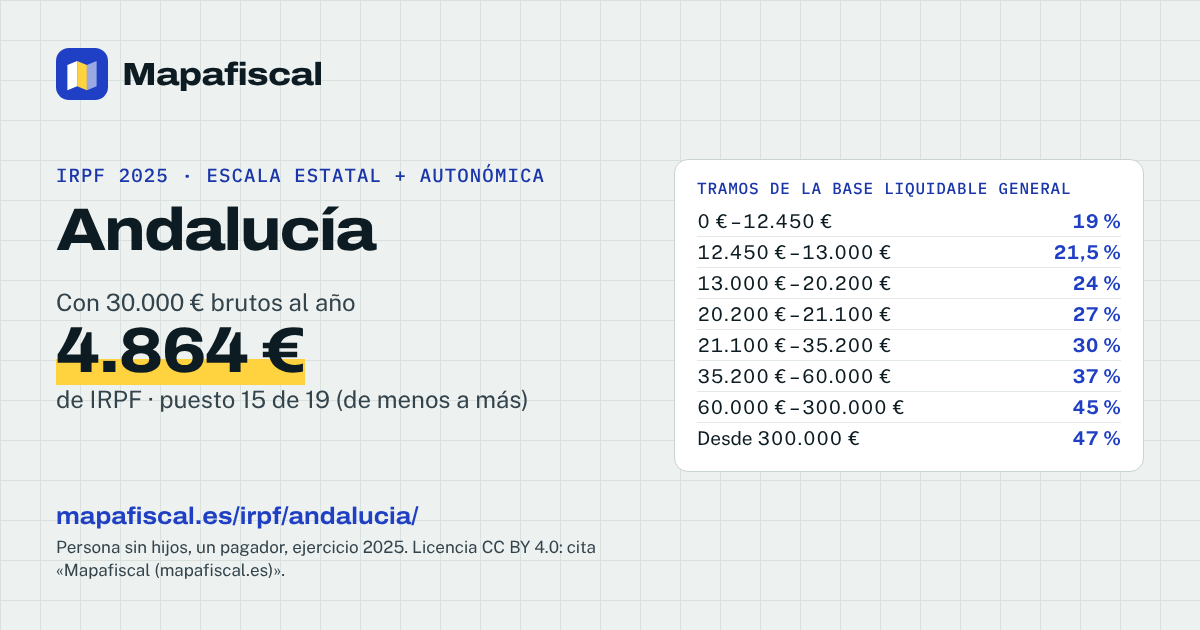 Mapafiscal
IRPF 2025 · ESCALA ESTATAL + AUTONÓMICA
Andalucía
Con 30.000 € brutos al año
4.864 €
de IRPF · puesto 15 de 19 (de menos a más)
TRAMOS DE LA BASE LIQUIDABLE GENERAL
0 € – 12.450 € 19 %
12.450 € – 13.000 € 21,5 %
13.000 € – 20.200 € 24 %
20.200 € – 21.100 € 27 %
21.100 € – 35.200 € 30 %
35.200 € – 60.000 € 37 %
60.000 € – 300.000 € 45 %
Desde 300.000 € 47 %
mapafiscal.es/irpf/andalucia/
Persona sin hijos, un pagador, ejercicio 2025. Licencia CC BY 4.0: cita
«Mapafiscal (mapafiscal.es)».